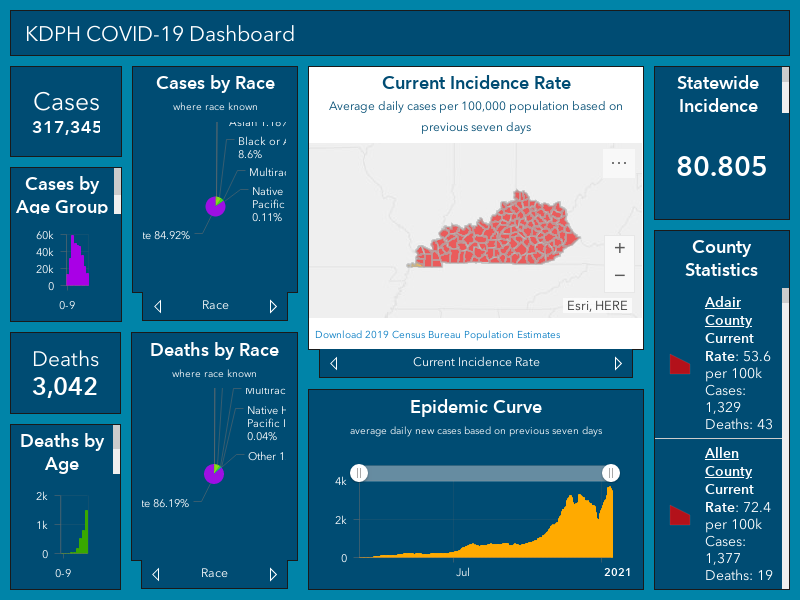 KDPH COVID-19 Dashboard
Cases
317,345
Cases by
Age Group
60k
40k
20k
0
0-9
Deaths
3,042
Deaths by
Age
2k
1k
0
0-9
Cases by Race
where race known
Black or A
8.6%
Multirac
Native
Pacific
0.11%
te 84.92%
Race
Deaths by Race
where race known
Multirac
Native H
Pacific I
0.04%
Other 1
te 86.19%
Race
Current Incidence Rate
Average daily cases per 100,000 population based on
previous seven days
...
+
−
Esri, HERE
Download 2019 Census Bureau Population Estimates
Current Incidence Rate
Epidemic Curve
average daily new cases based on previous seven days
4k
2k
0
Jul
2021
Statewide
Incidence
80.805
County
Statistics
Adair
County
Current
Rate: 53.6
per 100k
Cases:
1,329
Deaths: 43
Allen
County
Current
Rate: 72.4
per 100k
Cases:
1,377
Deaths: 19